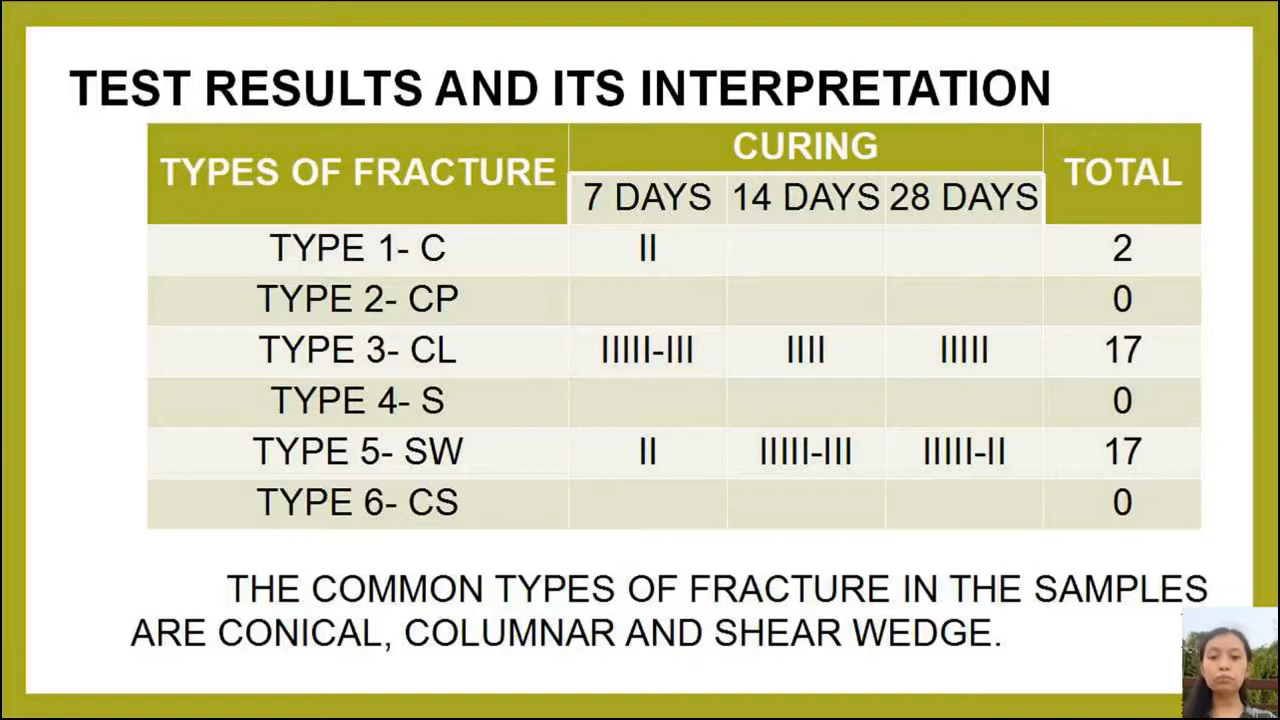 TEST RESULTS AND ITS INTERPRETATION
TYPES OF FRACTURE CURING TOTAL
7 DAYS 14 DAYS 28 DAYS
TYPE 1- C II 2
TYPE 2- CP 0
TYPE 3- CL IIIII-III IIII IIIII 17
TYPE 4- S 0
TYPE 5- SW II IIIII-III IIIII-II 17
TYPE 6- CS 0
THE COMMON TYPES OF FRACTURE IN THE SAMPLES
ARE CONICAL, COLUMNAR AND SHEAR WEDGE.